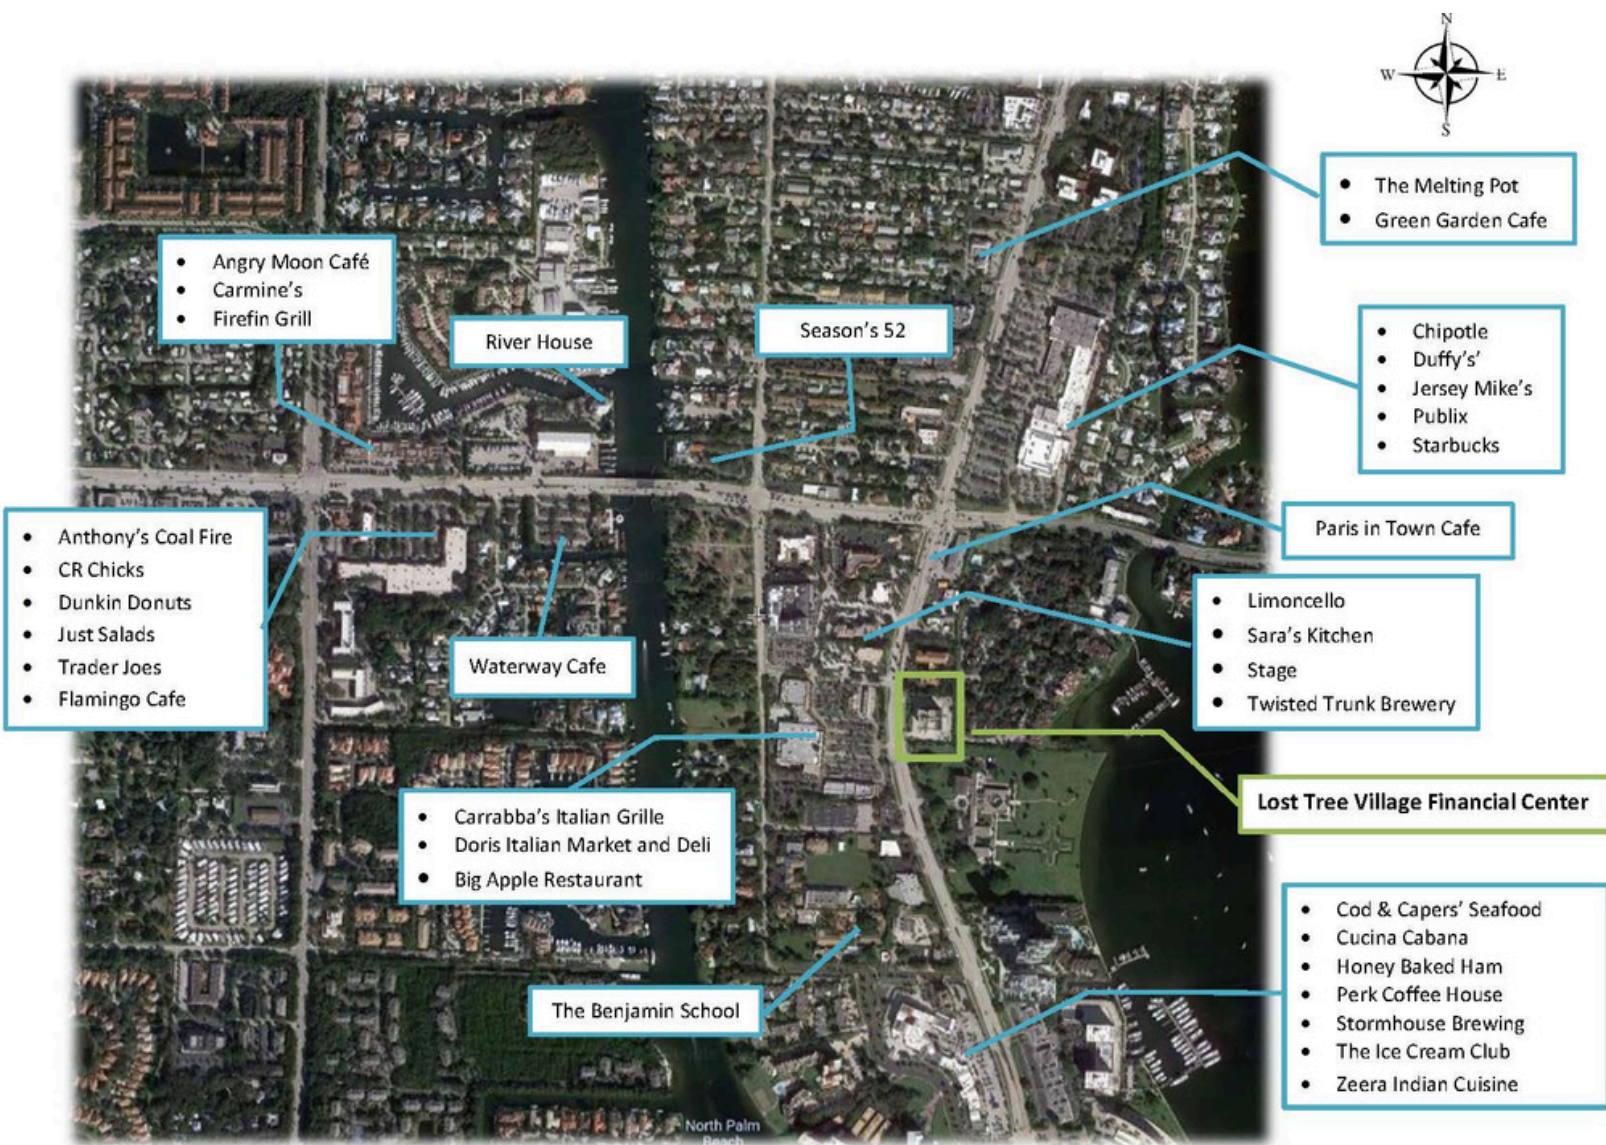 N
W E
S
• The Melting Pot
• Green Garden Cafe
• Angry Moon Café
• Carmine's
• Firefin Grill
River House
Season's 52
• Chipotle
• Duffy's'
• Jersey Mike's
• Publix
• Starbucks
• Anthony's Coal Fire
• CR Chicks
• Dunkin Donuts
• Just Salads
• Trader Joes
• Flamingo Cafe
Paris in Town Cafe
Waterway Cafe
• Limoncello
• Sara's Kitchen
• Stage
• Twisted Trunk Brewery
Lost Tree Village Financial Center
• Carrabba's Italian Grille
• Doris Italian Market and Deli
• Big Apple Restaurant
The Benjamin School
• Cod & Capers' Seafood
• Cucina Cabana
• Honey Baked Ham
• Perk Coffee House
• Stormhouse Brewing
• The Ice Cream Club
• Zeera Indian Cuisine
North Palm
Beach